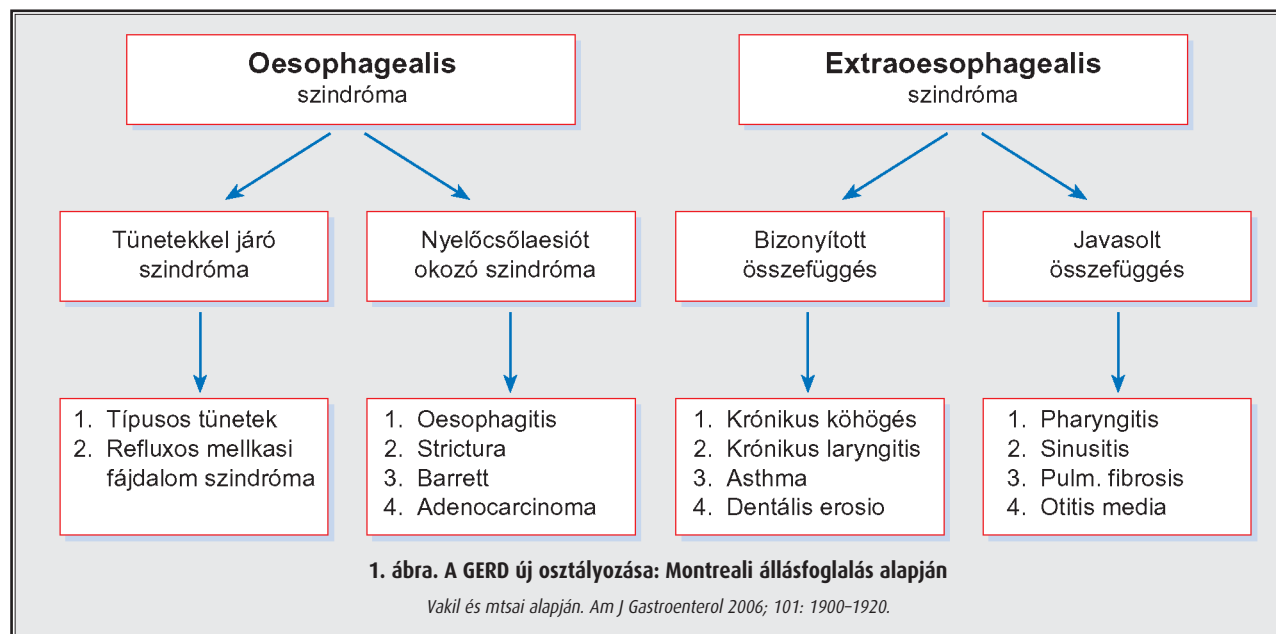 Oesophagealis
szindróma
Extraoesophagealis
szindróma
Tünetekkel járó
szindróma
Nyelőcsőlaesiót
okozó szindróma
Bizonyított
összefüggés
Javasolt
összefüggés
1. Típusos tünetek
2. Refluxos mellkasi
fájdalom szindróma
1. Oesophagitis
2. Strictura
3. Barrett
4. Adenocarcinoma
1. Krónikus köhögés
2. Krónikus laryngitis
3. Asthma
4. Dentális erosio
1. Pharyngitis
2. Sinusitis
3. Pulm. fibrosis
4. Otitis media
1. ábra. A GERD új osztályozása: Montreali állásfoglalás alapján
Vakil és mtsai alapján. Am J Gastroenterol 2006; 101: 1900–1920.